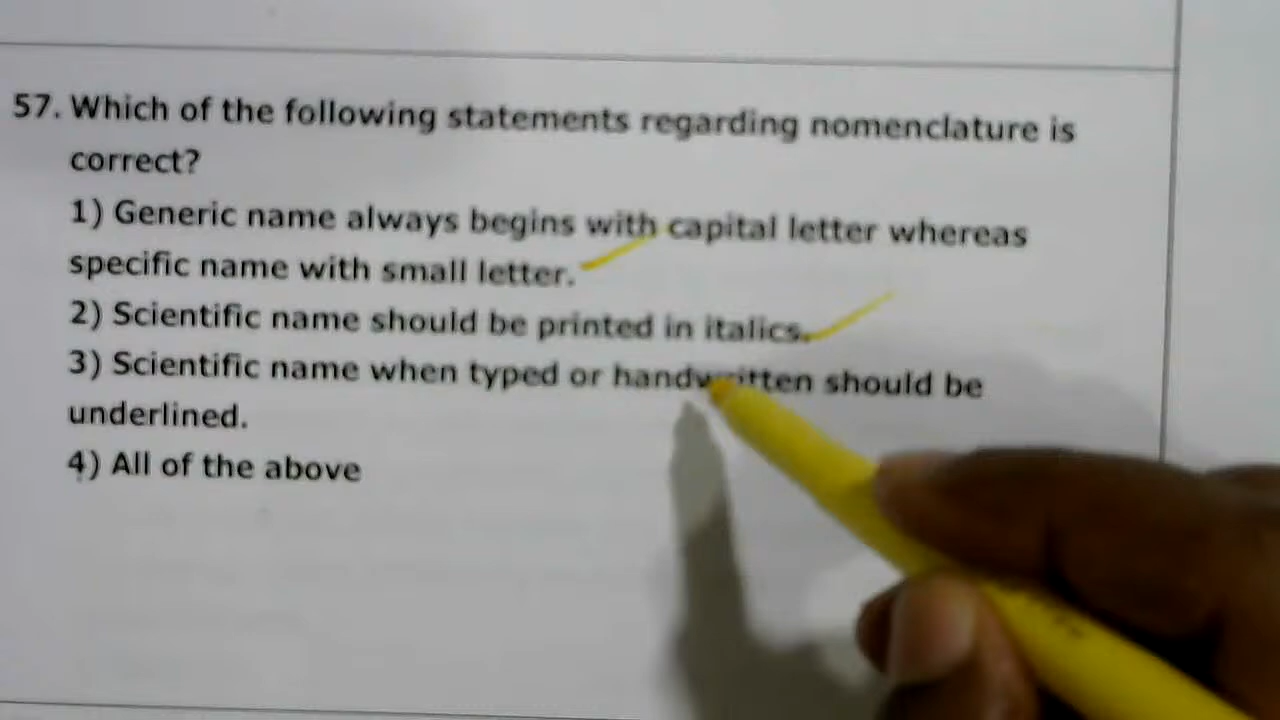 57. Which of the following statements regarding nomenclature is
correct?
1) Generic name always begins with capital letter whereas
specific name with small letter.
2) Scientific name should be printed in italics.
3) Scientific name when typed or handwritten should be
underlined.
4) All of the above